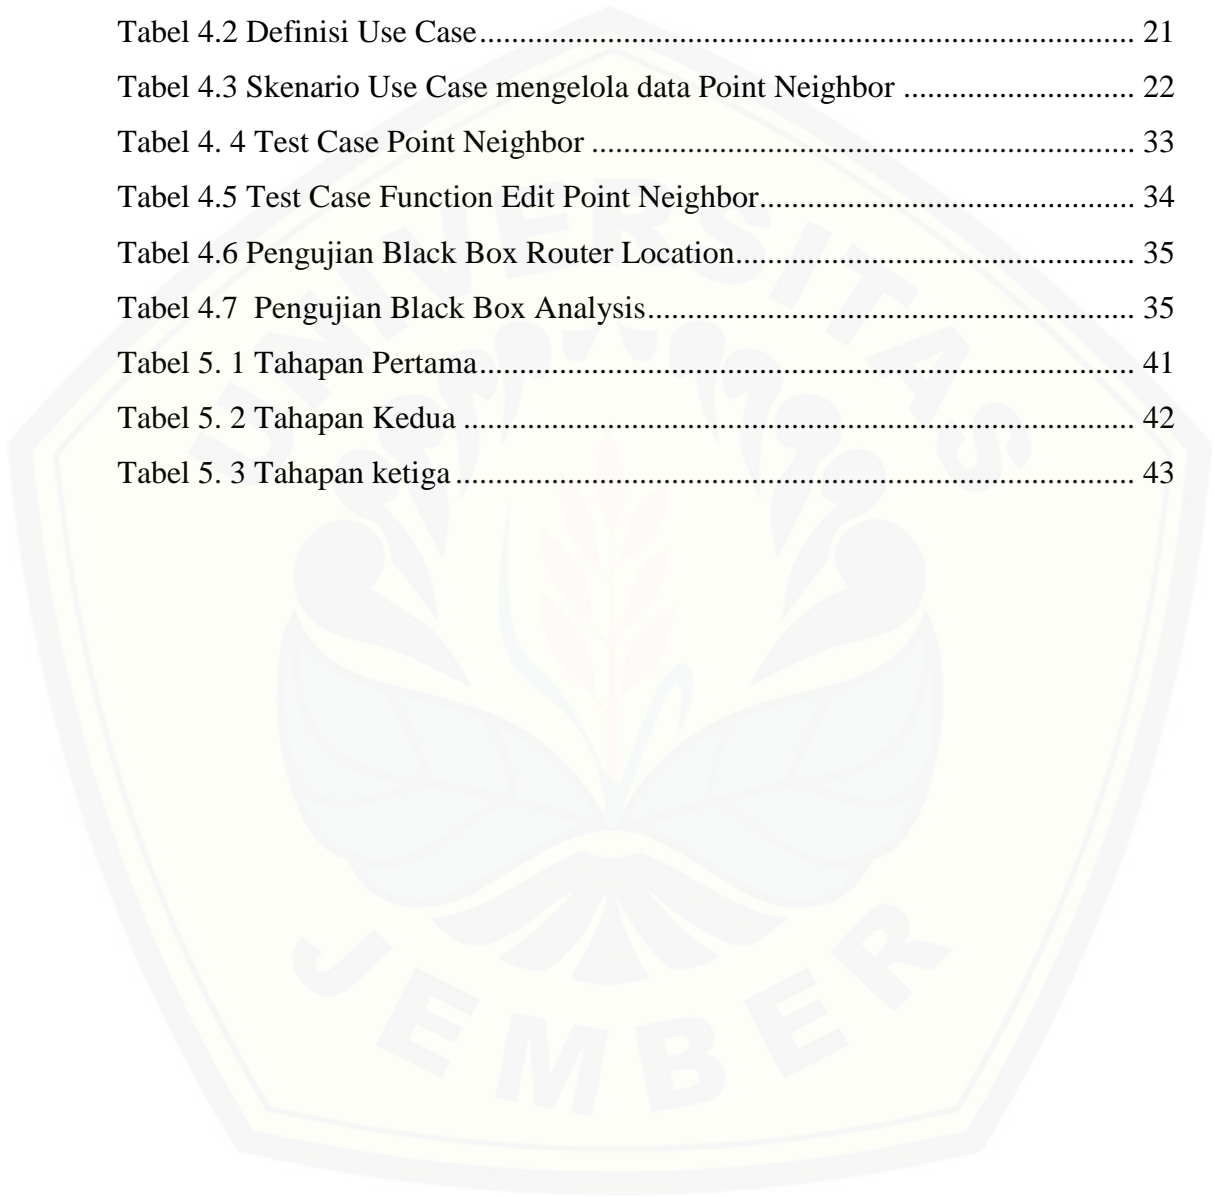 Tabel 4.2 Definisi Use Case.................................................................................... 21
Tabel 4.3 Skenario Use Case mengelola data Point Neighbor ............................. 22
Tabel 4. 4 Test Case Point Neighbor ..................................................................... 33
Tabel 4.5 Test Case Function Edit Point Neighbor............................................... 34
Tabel 4.6 Pengujian Black Box Router Location.................................................. 35
Tabel 4.7  Pengujian Black Box Analysis............................................................. 35
Tabel 5. 1 Tahapan Pertama................................................................................... 41
Tabel 5. 2 Tahapan Kedua ..................................................................................... 42
Tabel 5. 3 Tahapan ketiga ...................................................................................... 43
UNIVERSITAS
JEMBER